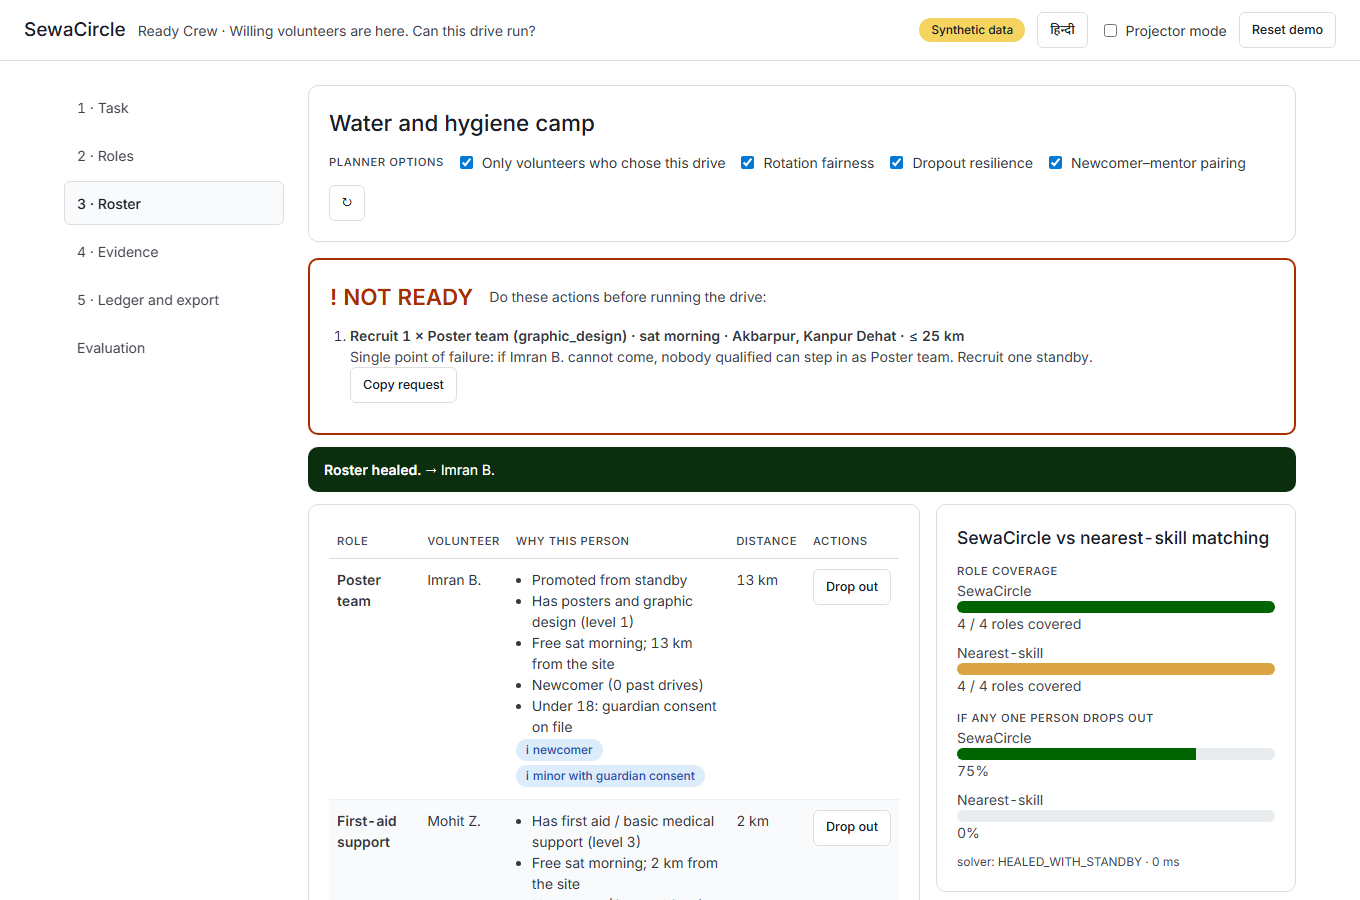 SewaCircle Ready Crew · Willing volunteers are here. Can this drive run?
Synthetic data
हिन्दी
Projector mode
Reset demo
1 · Task
2 · Roles
3 · Roster
4 · Evidence
5 · Ledger and export
Evaluation
Water and hygiene camp
PLANNER OPTIONS
Only volunteers who chose this drive
Rotation fairness
Dropout resilience
Newcomer–mentor pairing
↻
! NOT READY Do these actions before running the drive:
1. Recruit 1 × Poster team (graphic_design) · sat morning · Akbarpur, Kanpur Dehat · ≤ 25 km
Single point of failure: if Imran B. cannot come, nobody qualified can step in as Poster team. Recruit one standby.
Copy request
Roster healed. → Imran B.
ROLE VOLUNTEER WHY THIS PERSON DISTANCE ACTIONS
Poster
team
Imran B.
• Promoted from standby
• Has posters and graphic
design (level 1)
• Free sat morning; 13 km
from the site
• Newcomer (0 past drives)
• Under 18: guardian consent
on file
i newcomer
i minor with guardian consent
13 km
Drop out
First-aid
support
Mohit Z.
• Has first aid / basic medical
support (level 3)
• Free sat morning; 2 km from
the site
2 km
Drop out
SewaCircle vs nearest-skill matching
ROLE COVERAGE
SewaCircle
4 / 4 roles covered
Nearest-skill
4 / 4 roles covered
IF ANY ONE PERSON DROPS OUT
SewaCircle
75%
Nearest-skill
0%
solver: HEALED_WITH_STANDBY · 0 ms